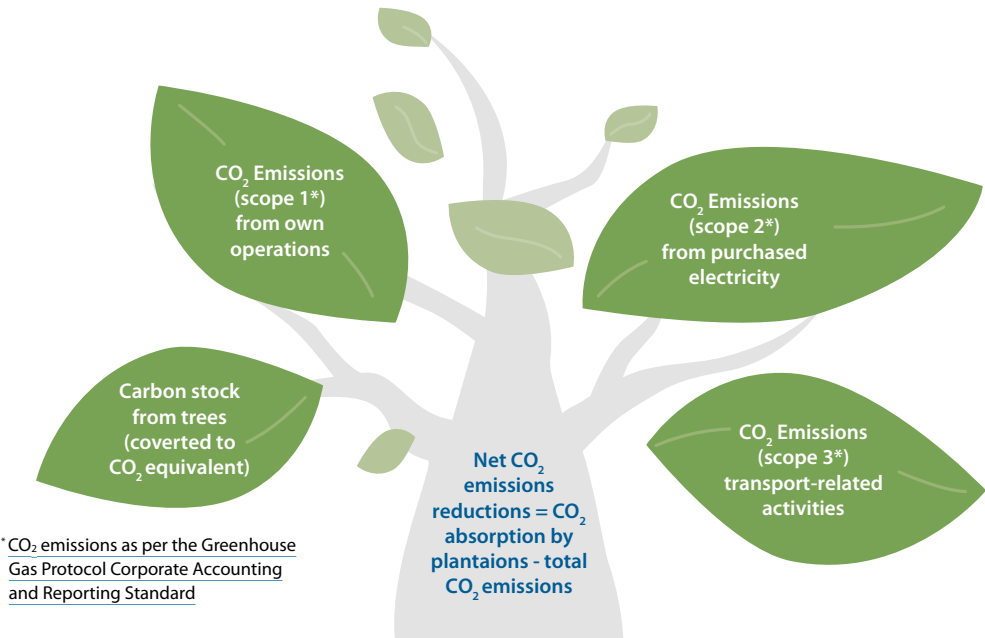 CO₂ Emissions
(scope 1*)
from own
operations
CO₂ Emissions
(scope 2*)
from purchased
electricity
Carbon stock
from trees
(coverted to
CO₂ equivalent)
CO₂ Emissions
(scope 3*)
transport-related
activities
Net CO₂
emissions
reductions = CO₂
absorption by
plantaions - total
CO₂ emissions
*CO₂ emissions as per the Greenhouse
Gas Protocol Corporate Accounting
and Reporting Standard